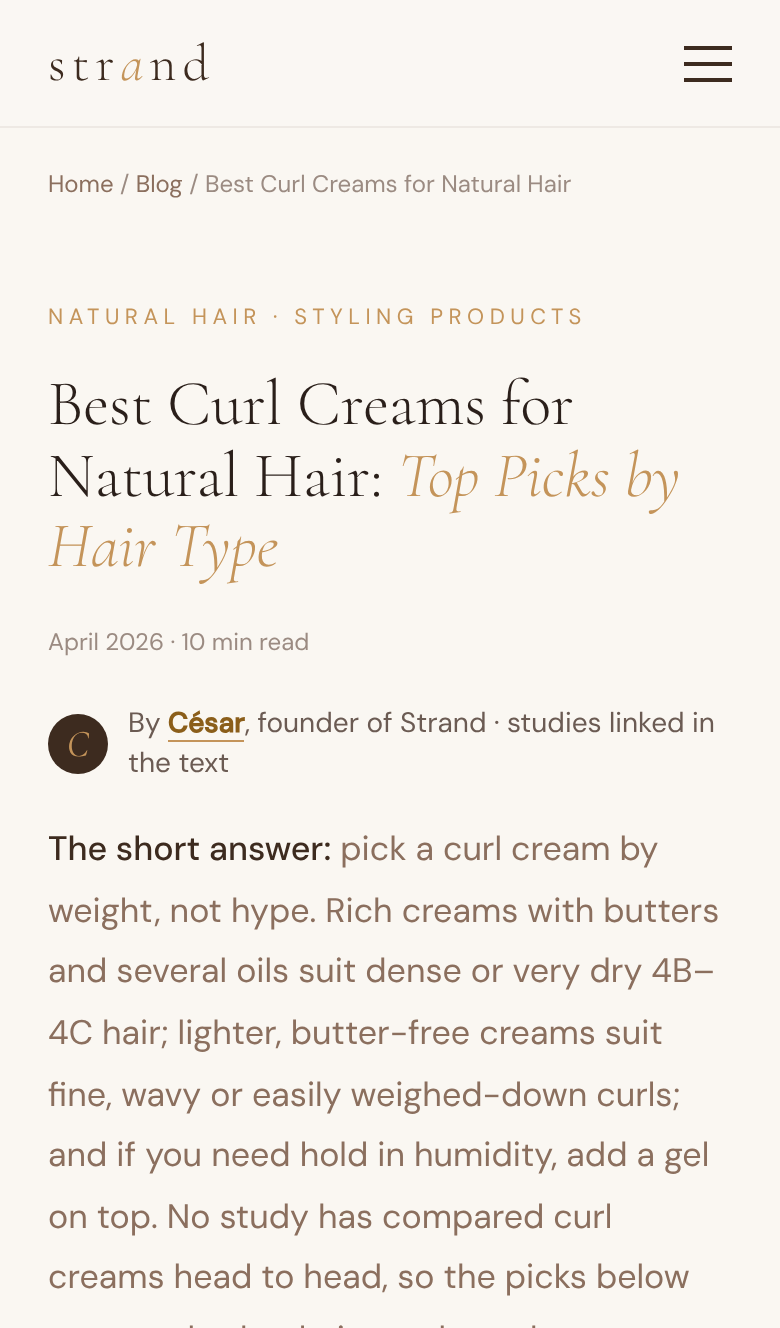 strand
Home / Blog / Best Curl Creams for Natural Hair
NATURAL HAIR · STYLING PRODUCTS
Best Curl Creams for
Natural Hair: Top Picks by
Hair Type
April 2026 · 10 min read
C
By César, founder of Strand · studies linked in
the text
The short answer: pick a curl cream by
weight, not hype. Rich creams with butters
and several oils suit dense or very dry 4B–
4C hair; lighter, butter-free creams suit
fine, wavy or easily weighed-down curls;
and if you need hold in humidity, add a gel
on top. No study has compared curl
creams head to head, so the picks below